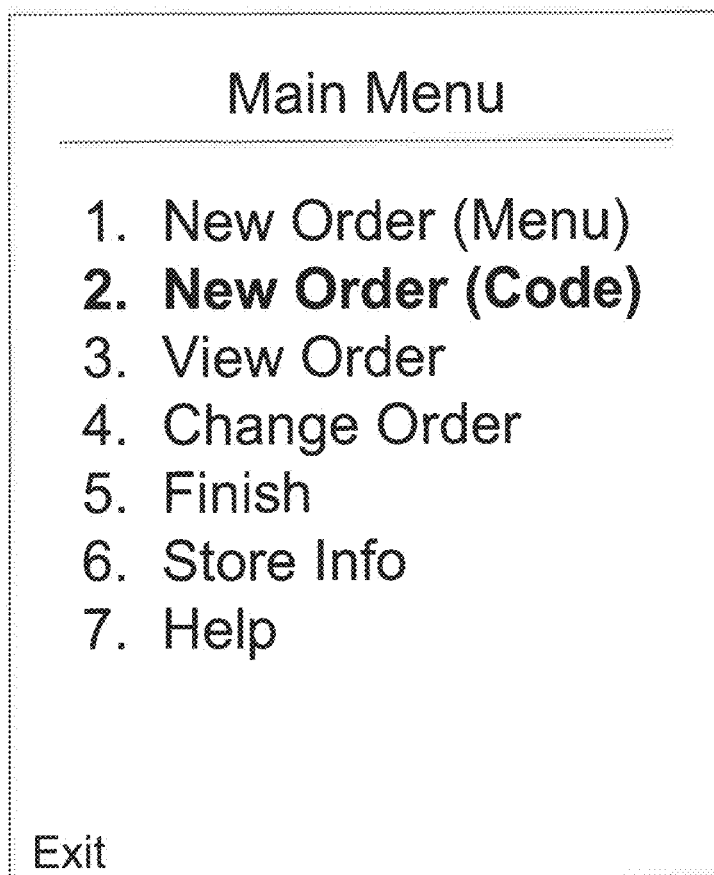 Main Menu
1. New Order (Menu)
2. New Order (Code)
3. View Order
4. Change Order
5. Finish
6. Store Info
7. Help
Exit